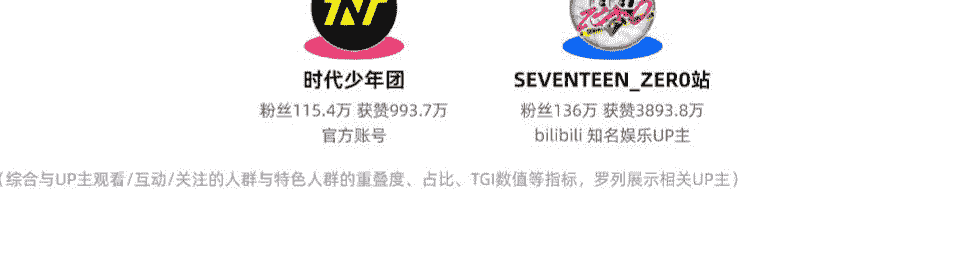 TNT
时代少年团
粉丝115.4万 获赞993.7万
官方账号
SEVENTEEN_ZER0站
粉丝136万 获赞3893.8万
bilibili 知名娱乐UP主
（综合与UP主观看/互动/关注的人群与特色人群的重叠度、占比、TGI数值等指标，罗列展示相关UP主）